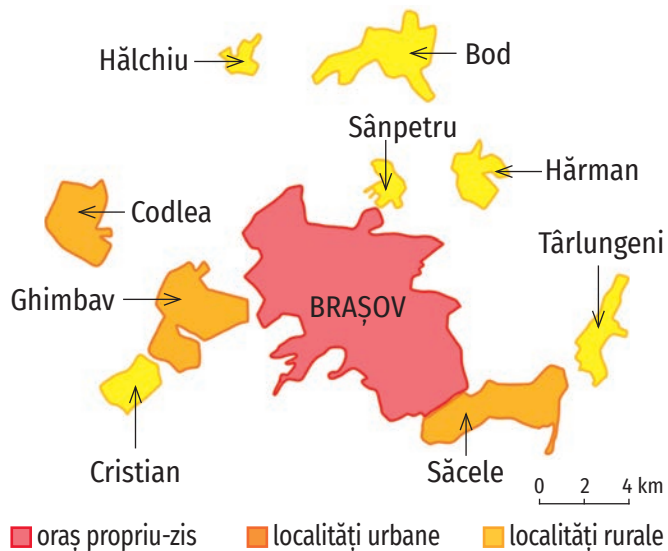 Hălchiu
Bod
Sânpetru
Hărman
Codlea
Târlungeni
Ghimbav
BRAȘOV
Cristian
Săcele
0 2 4 km
oraș propriu-zis localități urbane localități rurale